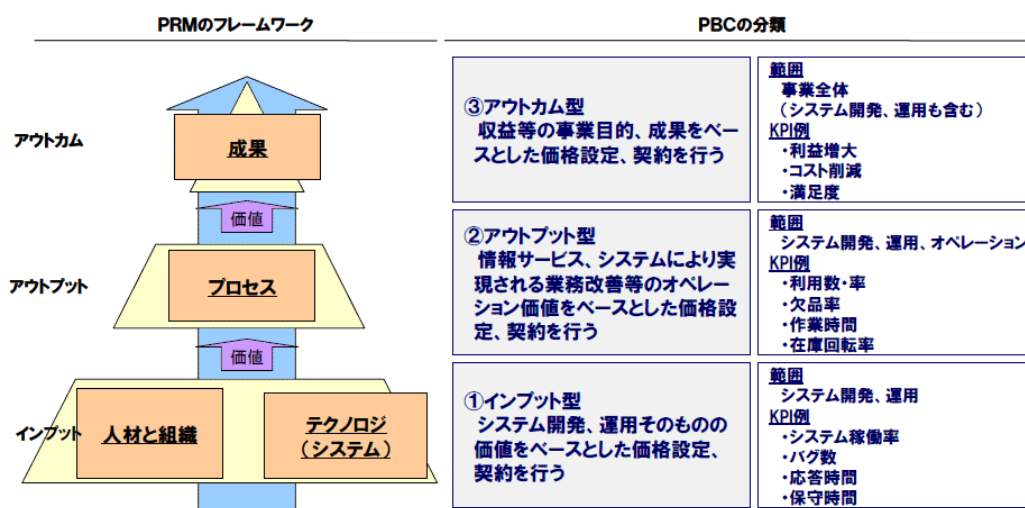 PRMのフレームワーク
PBCの分類
アウトカム
成果
価値
アウトプット
プロセス
価値
インプット
人材と組織
テクノロジ
（システム）
③アウトカム型
収益等の事業目的、成果をベー
スとした価格設定、契約を行う
範囲
事業全体
（システム開発、運用も含む）
KPI例
・利益増大
・コスト削減
・満足度
②アウトプット型
情報サービス、システムにより実
現される業務改善等のオペレー
ション価値をベースとした価格設
定、契約を行う
範囲
システム開発、運用、オペレーション
KPI例
・利用数・率
・欠品率
・作業時間
・在庫回転率
①インプット型
システム開発、運用そのものの
価値をベースとした価格設定、
契約を行う
範囲
システム開発、運用
KPI例
・システム稼働率
・バグ数
・応答時間
・保守時間